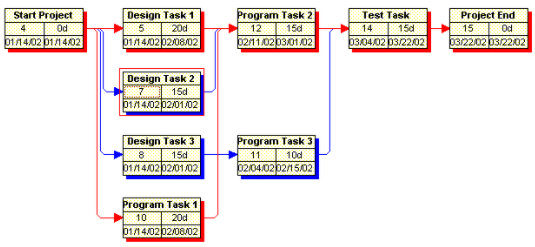 Start Project
4 0d
01/14/02 01/14/02
Design Task 1
5 20d
01/14/02 02/08/02
Program Task 2
12 15d
02/11/02 03/01/02
Test Task
14 15d
03/04/02 03/22/02
Project End
15 0d
03/22/02 03/22/02
Design Task 2
7 15d
01/14/02 02/01/02
Design Task 3
8 15d
01/14/02 02/01/02
Program Task 3
11 10d
02/04/02 02/15/02
Program Task 1
10 20d
01/14/02 02/08/02